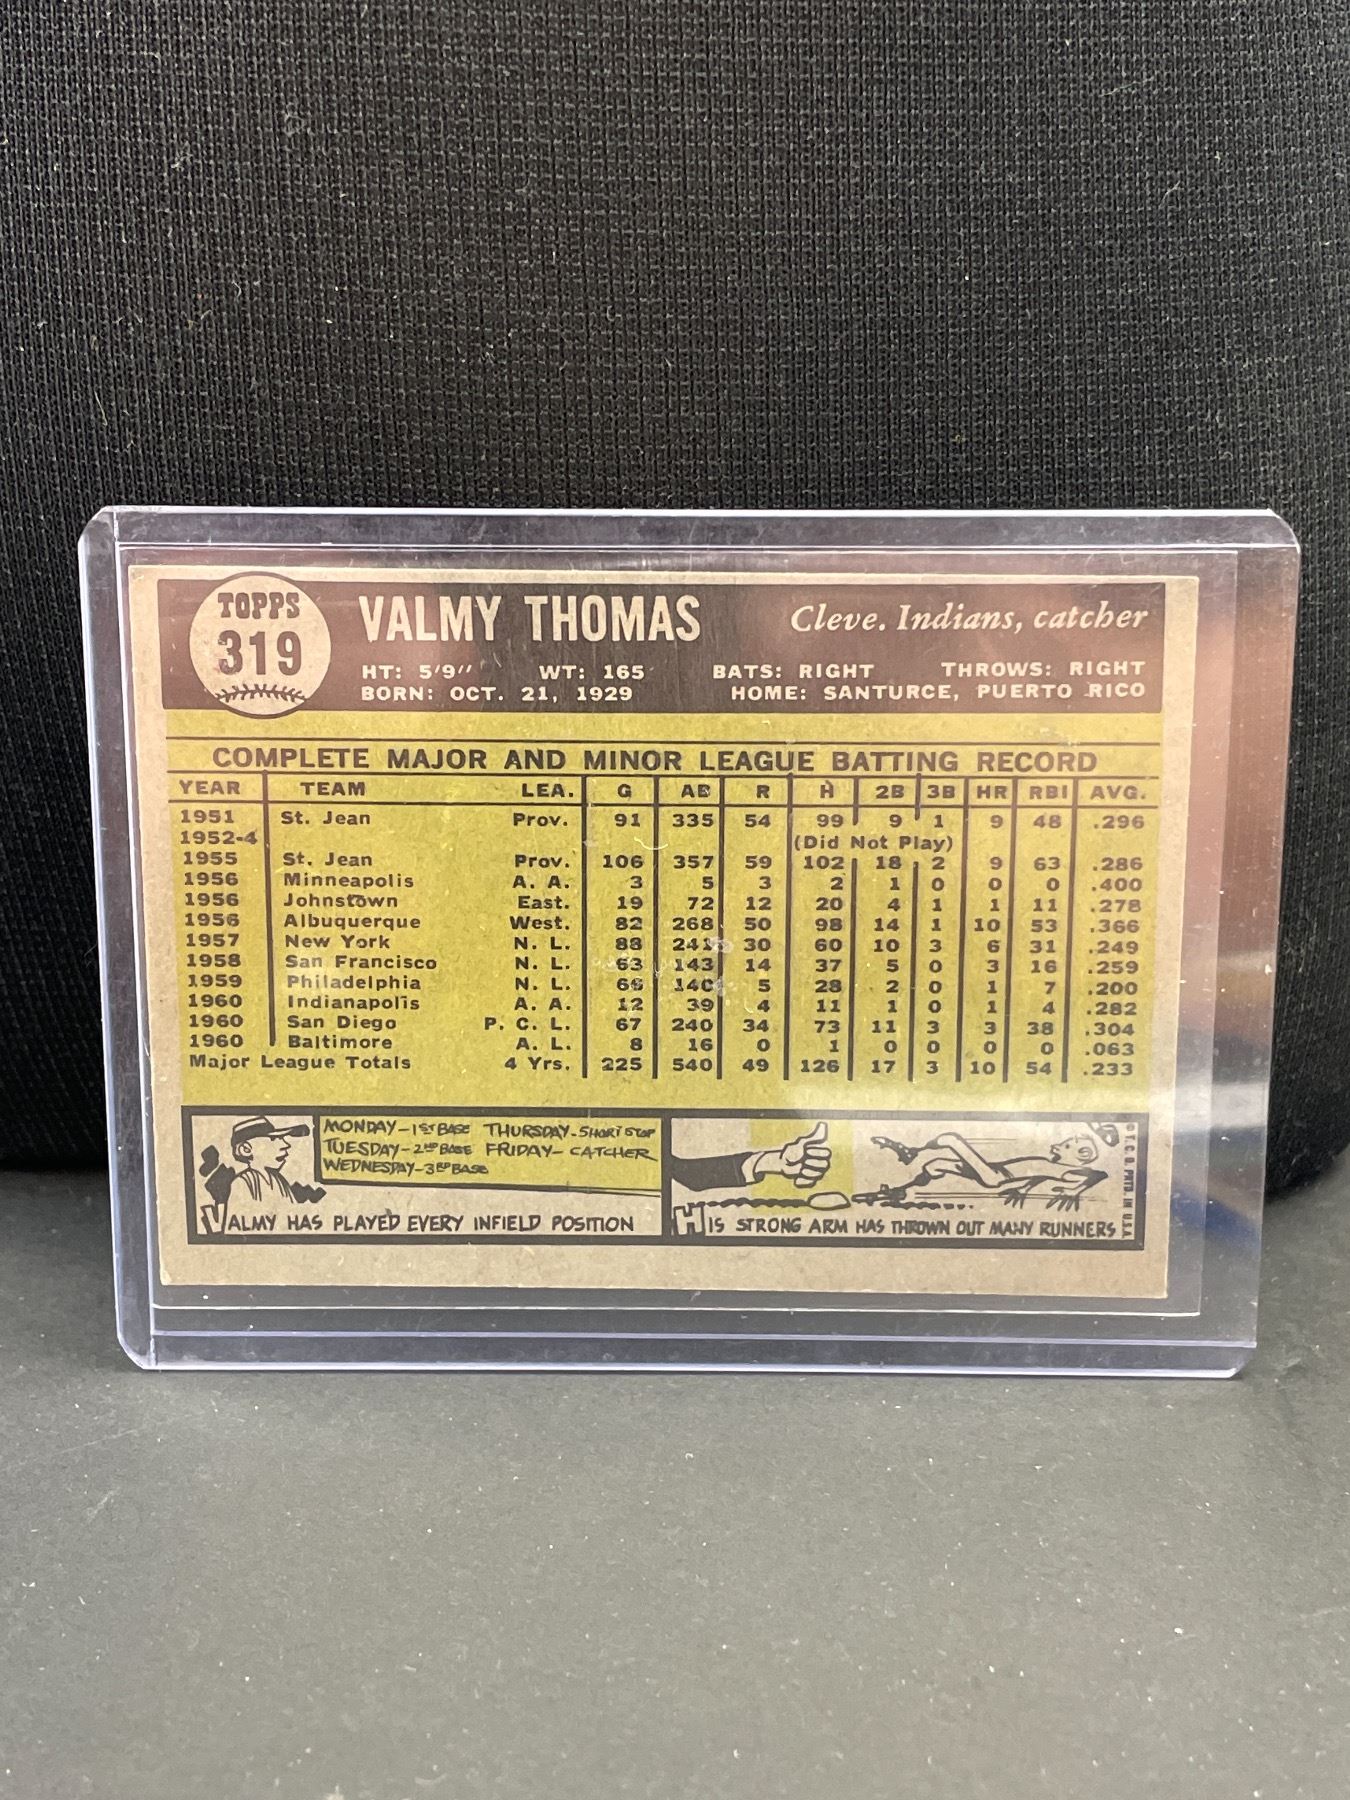 TOPPS
319
VALMY THOMAS Cleve. Indians, catcher
HT: 5'9" WT: 165 BATS: RIGHT THROWS: RIGHT
BORN: OCT. 21, 1929 HOME: SANTURCE, PUERTO RICO
COMPLETE MAJOR AND MINOR LEAGUE BATTING RECORD
YEAR TEAM LEA. G AB R H 2B 3B HR RBI AVG.
1951 St. Jean Prov. 91 335 54 99 9 1 9 48 .296
1952-4 (Did Not Play)
1955 St. Jean Prov. 106 357 59 102 18 2 9 63 .286
1956 Minneapolis A. A. 3 5 3 2 1 0 0 0 .400
1956 Johnstown East. 19 72 12 20 4 1 1 11 .278
1956 Albuquerque West. 82 268 50 98 14 1 10 53 .366
1957 New York N. L. 88 241 30 60 10 3 6 31 .249
1958 San Francisco N. L. 63 143 14 37 5 0 3 16 .259
1959 Philadelphia N. L. 66 140 5 28 2 0 1 7 .200
1960 Indianapolis A. A. 12 39 4 11 1 0 1 4 .282
1960 San Diego P. C. L. 67 240 34 73 11 3 3 38 .304
1960 Baltimore A. L. 8 16 0 1 0 0 0 0 .063
Major League Totals 4 Yrs. 225 540 49 126 17 3 10 54 .233
MONDAY-1ST BASE THURSDAY-SHORT STOP
TUESDAY-2ND BASE FRIDAY-CATCHER
WEDNESDAY-3RD BASE
VALMY HAS PLAYED EVERY INFIELD POSITION
HIS STRONG ARM HAS THROWN OUT MANY RUNNERS
© T. C. G. PRTD. IN U.S.A.